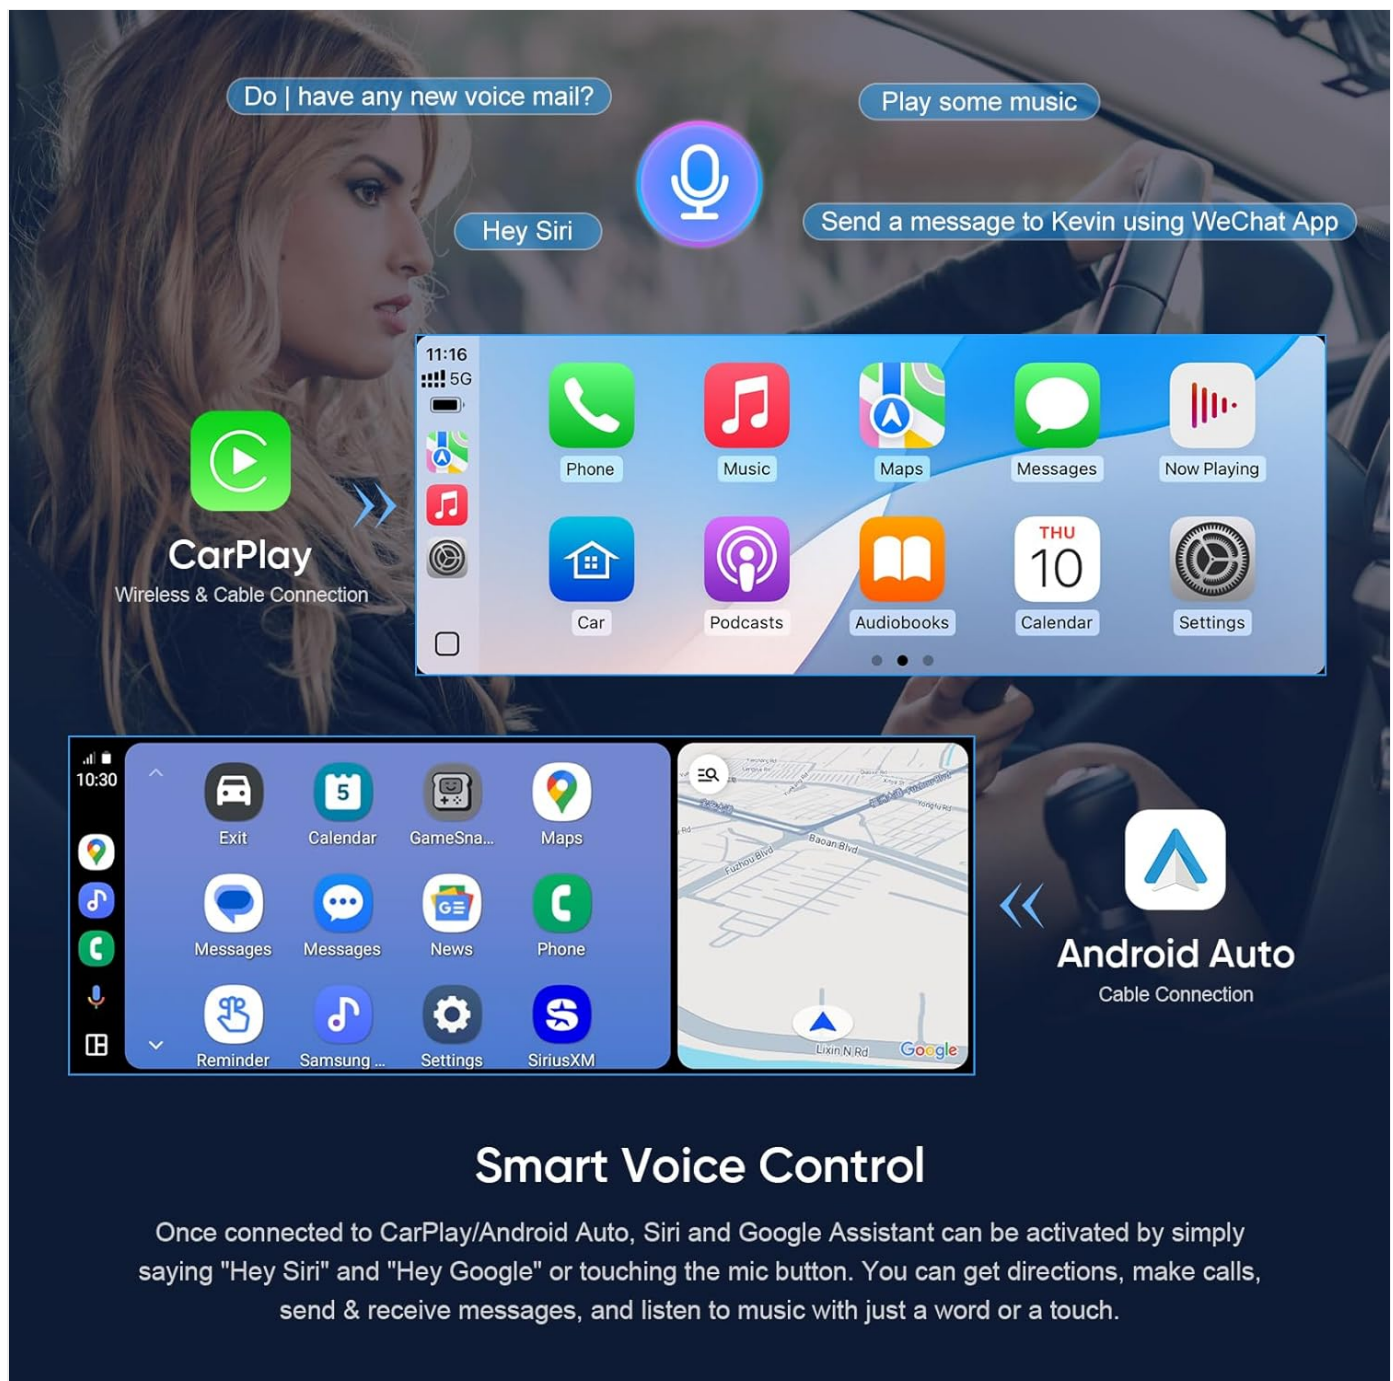 Do | have any new voice mail?
Play some music
Hey Siri
Send a message to Kevin using WeChat App
11:16
5G
Phone
Music
Maps
Messages
Now Playing
THU
10
Car
Podcasts
Audiobooks
Calendar
Settings
CarPlay
Wireless & Cable Connection
10:30
5
Exit
Calendar
GameSna...
Maps
GE
Messages
Messages
News
Phone
Reminder
Samsung ...
Settings
SiriusXM
Yongfu Rd
Baoan Blvd
Fuzhou Blvd
Rd
Lixin N Rd
Google
Android Auto
Cable Connection
Smart Voice Control
Once connected to CarPlay/Android Auto, Siri and Google Assistant can be activated by simply
saying "Hey Siri" and "Hey Google" or touching the mic button. You can get directions, make calls,
send & receive messages, and listen to music with just a word or a touch.